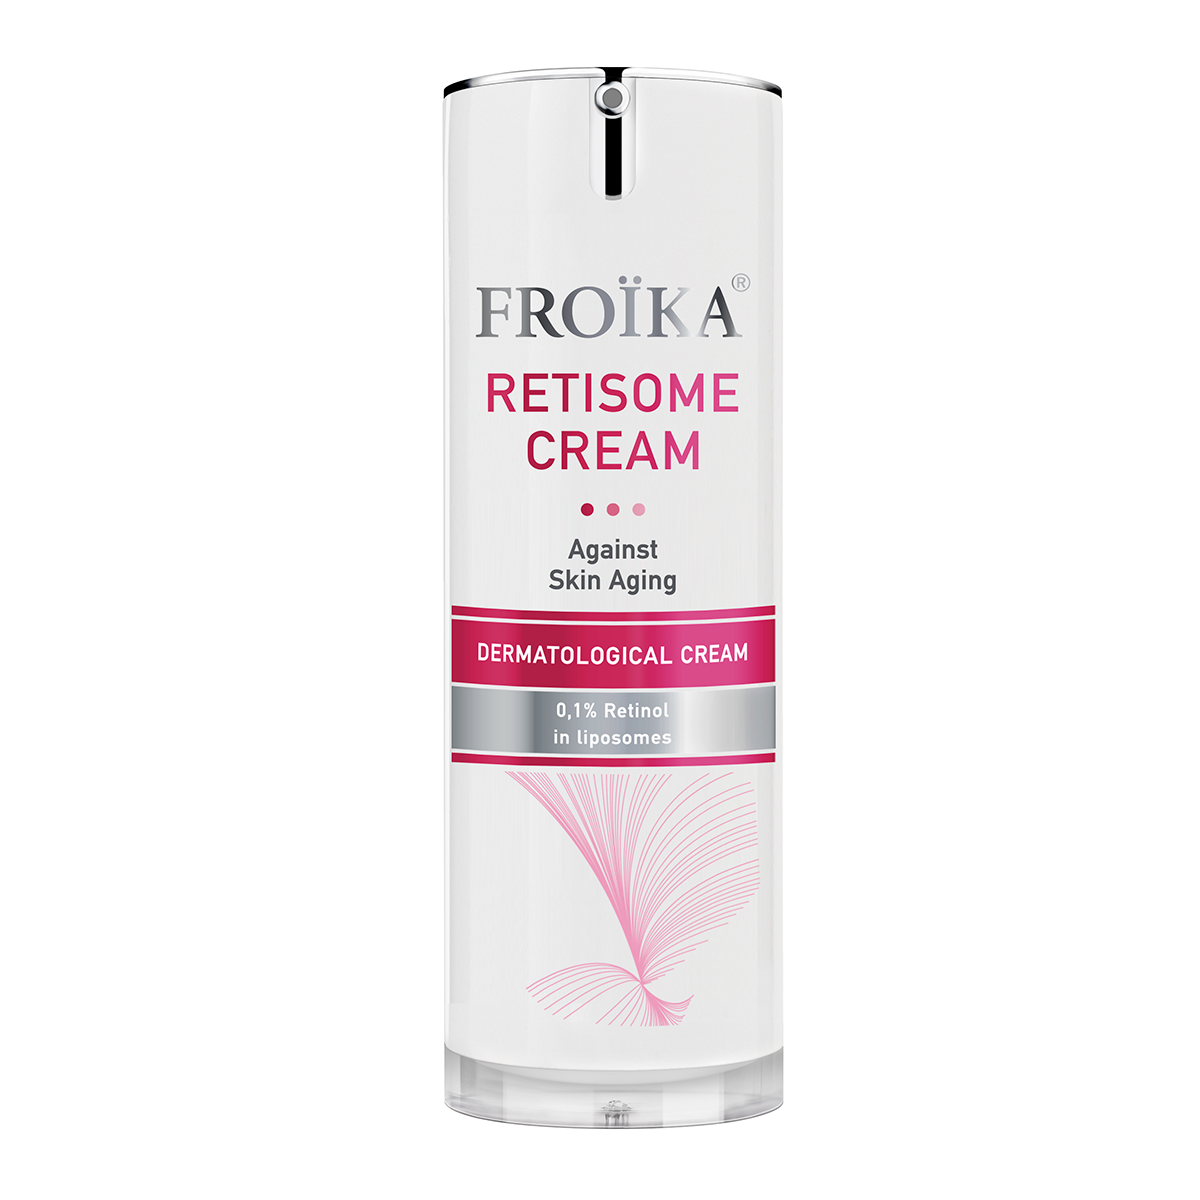 FROÏKA®
RETISOME
CREAM
Against
Skin Aging
DERMATOLOGICAL CREAM
0,1% Retinol
in liposomes